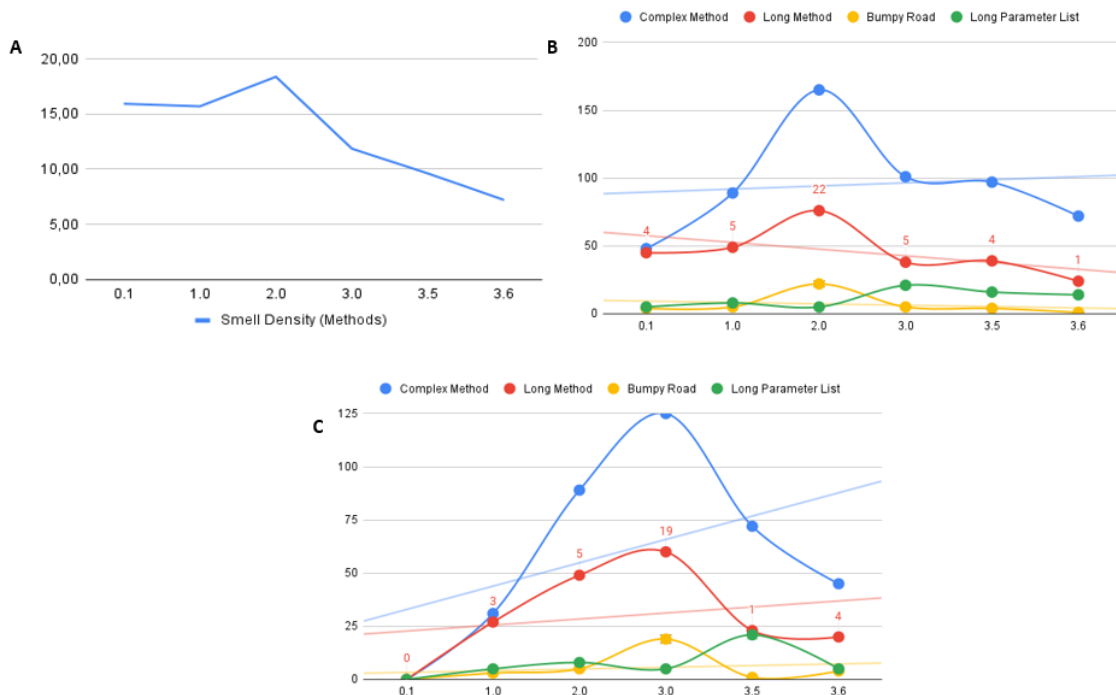 A
20,00
15,00
10,00
5,00
0,00
0.1 1.0 2.0 3.0 3.5 3.6
Smell Density (Methods)
B
Complex Method Long Method Bumpy Road Long Parameter List
200
150
100
50
0
4 5 22 5 4 1
0.1 1.0 2.0 3.0 3.5 3.6
C
Complex Method Long Method Bumpy Road Long Parameter List
125
100
75
50
25
0
0 3 5 19 1 4
0.1 1.0 2.0 3.0 3.5 3.6